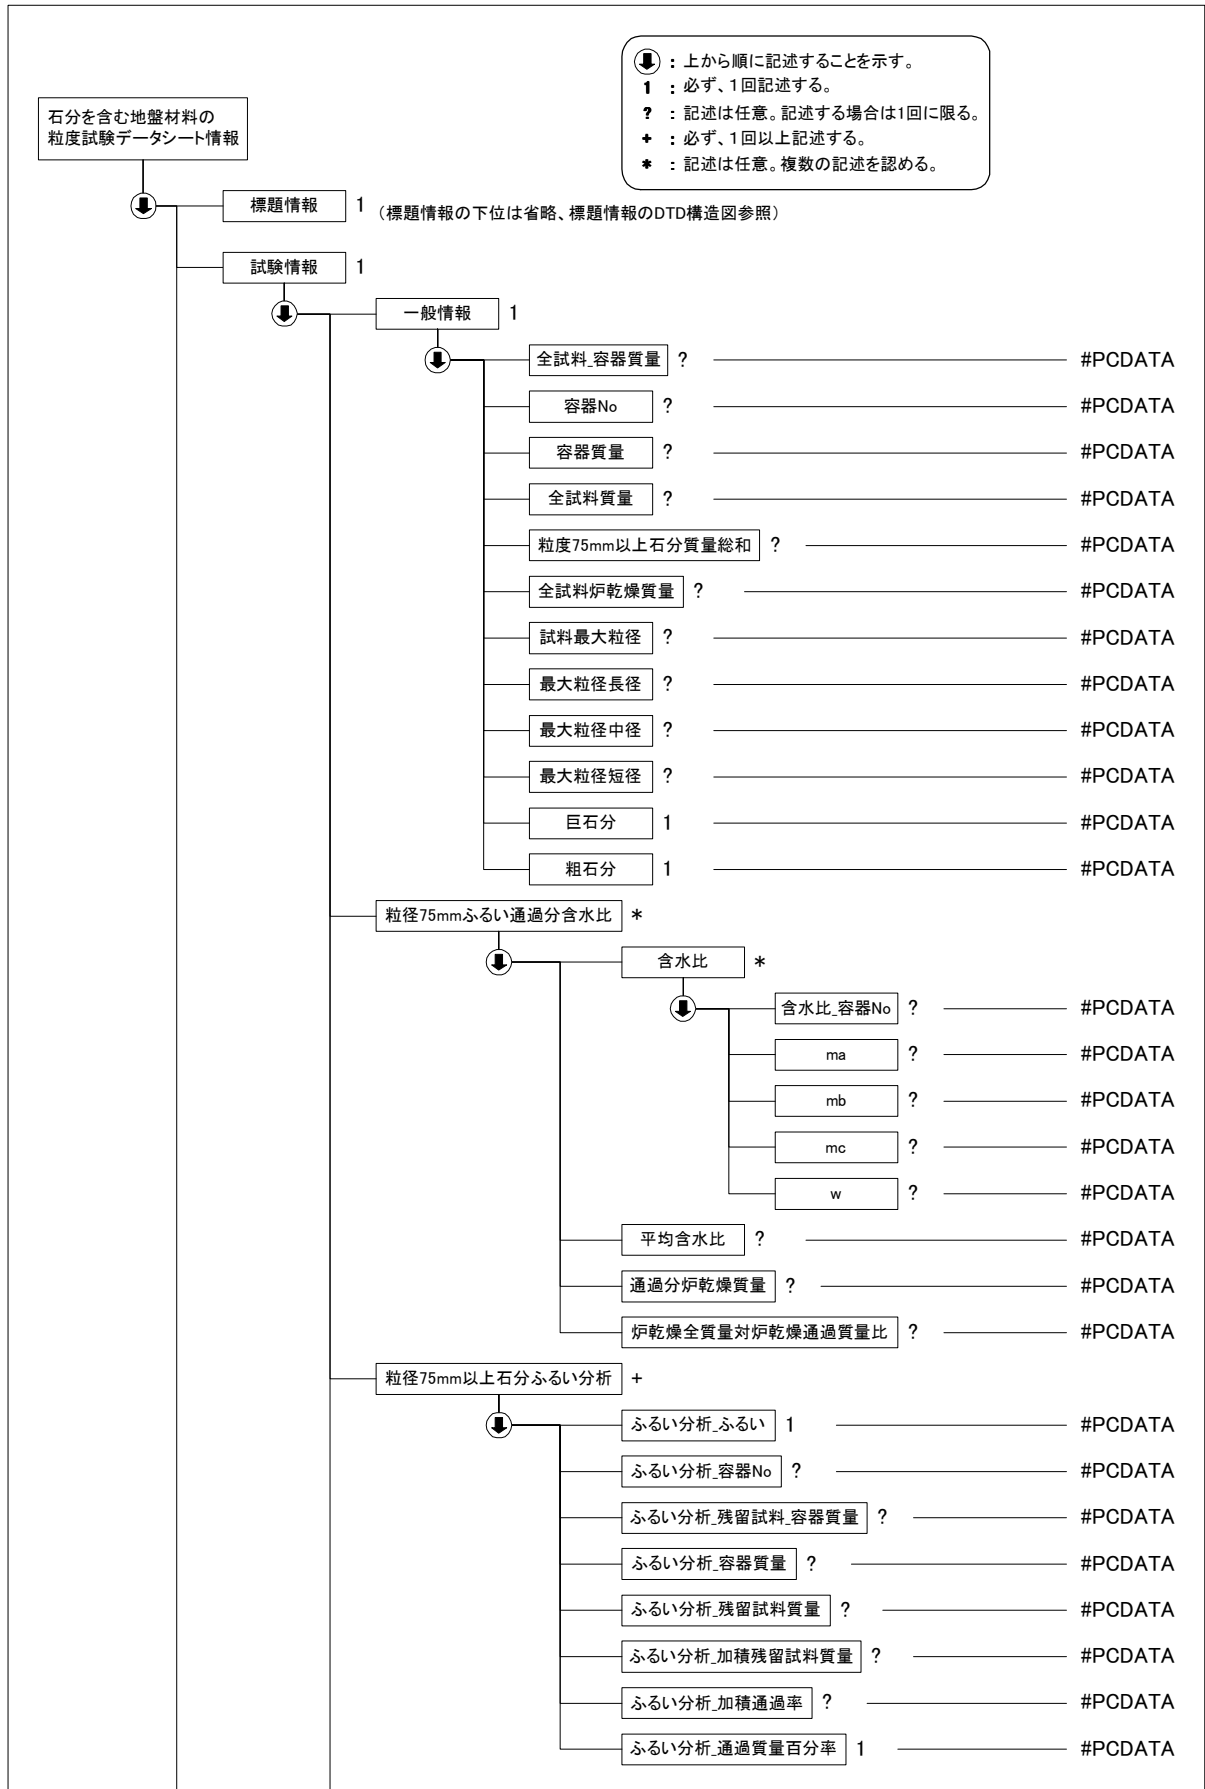 ：上から順に記述することを示す。
1 ：必ず、1回記述する。
? ：記述は任意。記述する場合は1回に限る。
+ ：必ず、1回以上記述する。
* ：記述は任意。複数の記述を認める。
石分を含む地盤材料の
粒度試験データシート情報
標題情報 1 （標題情報の下位は省略、標題情報のDTD構造図参照）
試験情報 1
一般情報 1
全試料_容器質量 ? #PCDATA
容器No ? #PCDATA
容器質量 ? #PCDATA
全試料質量 ? #PCDATA
粒度75mm以上石分質量総和 ? #PCDATA
全試料炉乾燥質量 ? #PCDATA
試料最大粒径 ? #PCDATA
最大粒径長径 ? #PCDATA
最大粒径中径 ? #PCDATA
最大粒径短径 ? #PCDATA
巨石分 1 #PCDATA
粗石分 1 #PCDATA
粒径75mmふるい通過分含水比 *
含水比 *
含水比_容器No ? #PCDATA
ma ? #PCDATA
mb ? #PCDATA
mc ? #PCDATA
w ? #PCDATA
平均含水比 ? #PCDATA
通過分炉乾燥質量 ? #PCDATA
炉乾燥全質量対炉乾燥通過質量比 ? #PCDATA
粒径75mm以上石分ふるい分析 +
ふるい分析_ふるい 1 #PCDATA
ふるい分析_容器No ? #PCDATA
ふるい分析_残留試料_容器質量 ? #PCDATA
ふるい分析_容器質量 ? #PCDATA
ふるい分析_残留試料質量 ? #PCDATA
ふるい分析_加積残留試料質量 ? #PCDATA
ふるい分析_加積通過率 ? #PCDATA
ふるい分析_通過質量百分率 1 #PCDATA